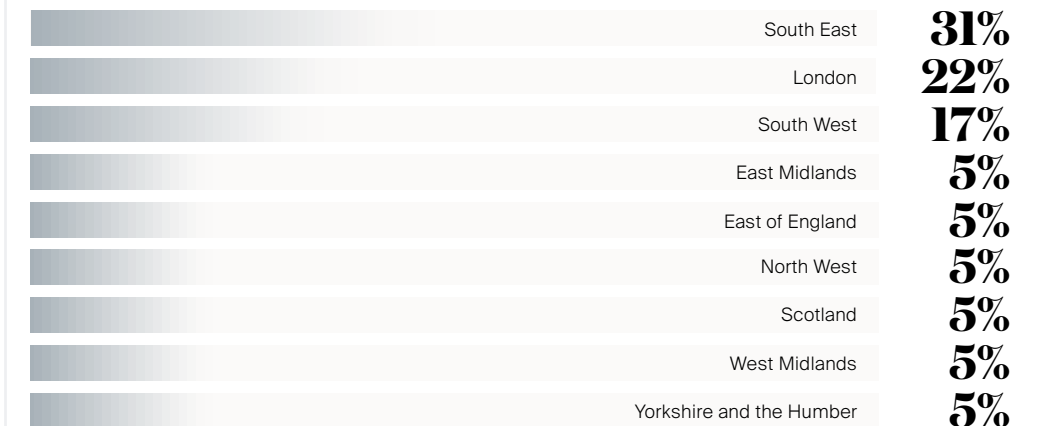 South East 31%
London 22%
South West 17%
East Midlands 5%
East of England 5%
North West 5%
Scotland 5%
West Midlands 5%
Yorkshire and the Humber 5%